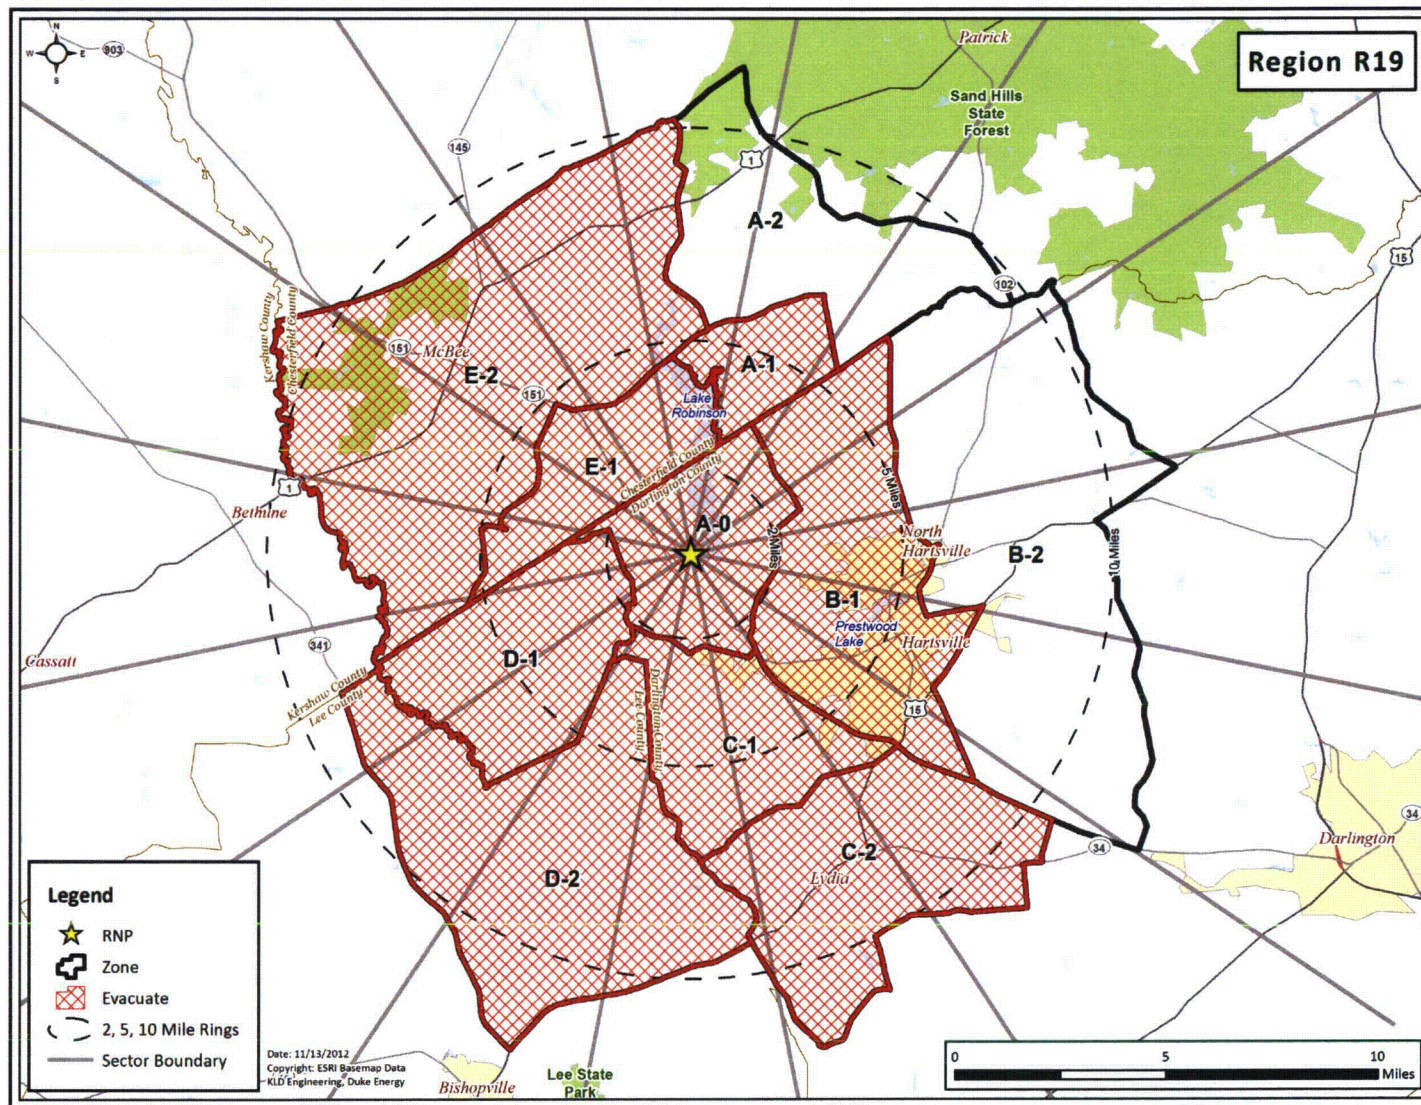 N
W
E
S
903
Patrick
Region R19
Sand Hills
State
Forest
145
1
A-2
15
102
Kershaw County
Chesterfield County
151
McBee
E-2
151
A-1
Lake
Robinson
E-1
Chesterfield County
Darlington County
5 Miles
1
Bethune
A-0
2 Miles
North
Hartsville
B-2
10 Miles
B-1
Prestwood
Lake
Hartsville
341
Cassatt
D-1
Kershaw County
Lee County
Darlington County
Lee County
15
C-1
34
Darlington
34
C-2
Lydia
D-2
Legend
RNP
Zone
Evacuate
2, 5, 10 Mile Rings
Sector Boundary
Date: 11/13/2012
Copyright: ESRI Basemap Data
KLD Engineering, Duke Energy
Bishopville
Lee State
Park
0
5
10
Miles